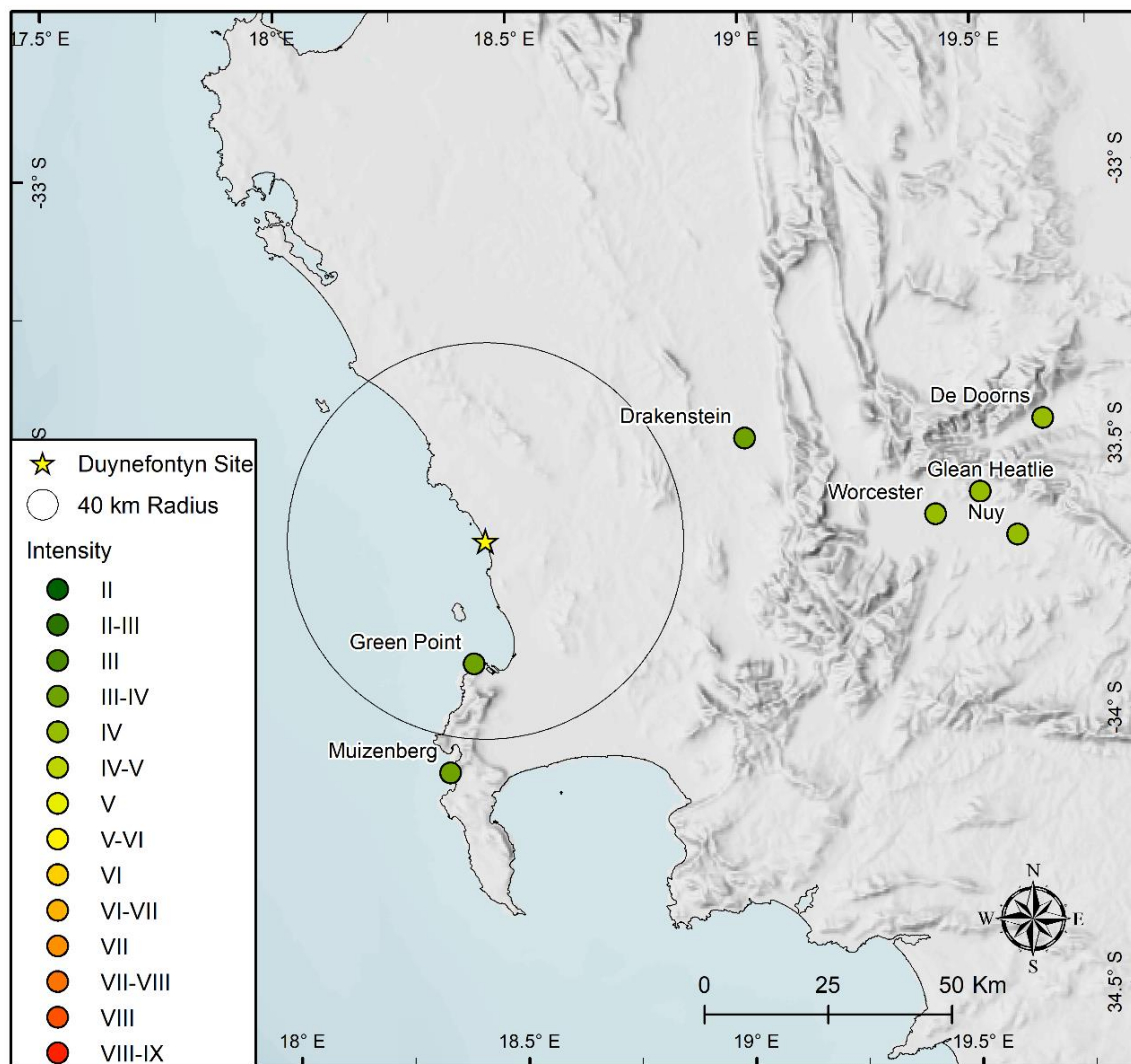 17.5° E
18° E
18.5° E
19° E
19.5° E
-33° S
-33° S
De Doorns
Drakenstein
33.5° S
S
Glean Heatlie
Worcester
Nuy
Duynefontyn Site
40 km Radius
Intensity
II
II-III
III
III-IV
IV
IV-V
V
V-VI
VI
VI-VII
VII
VII-VIII
VIII
VIII-IX
Green Point
-34° S
Muizenberg
N
W
E
S
0
25
50 Km
34.5° S
18° E
18.5° E
19° E
19.5° E